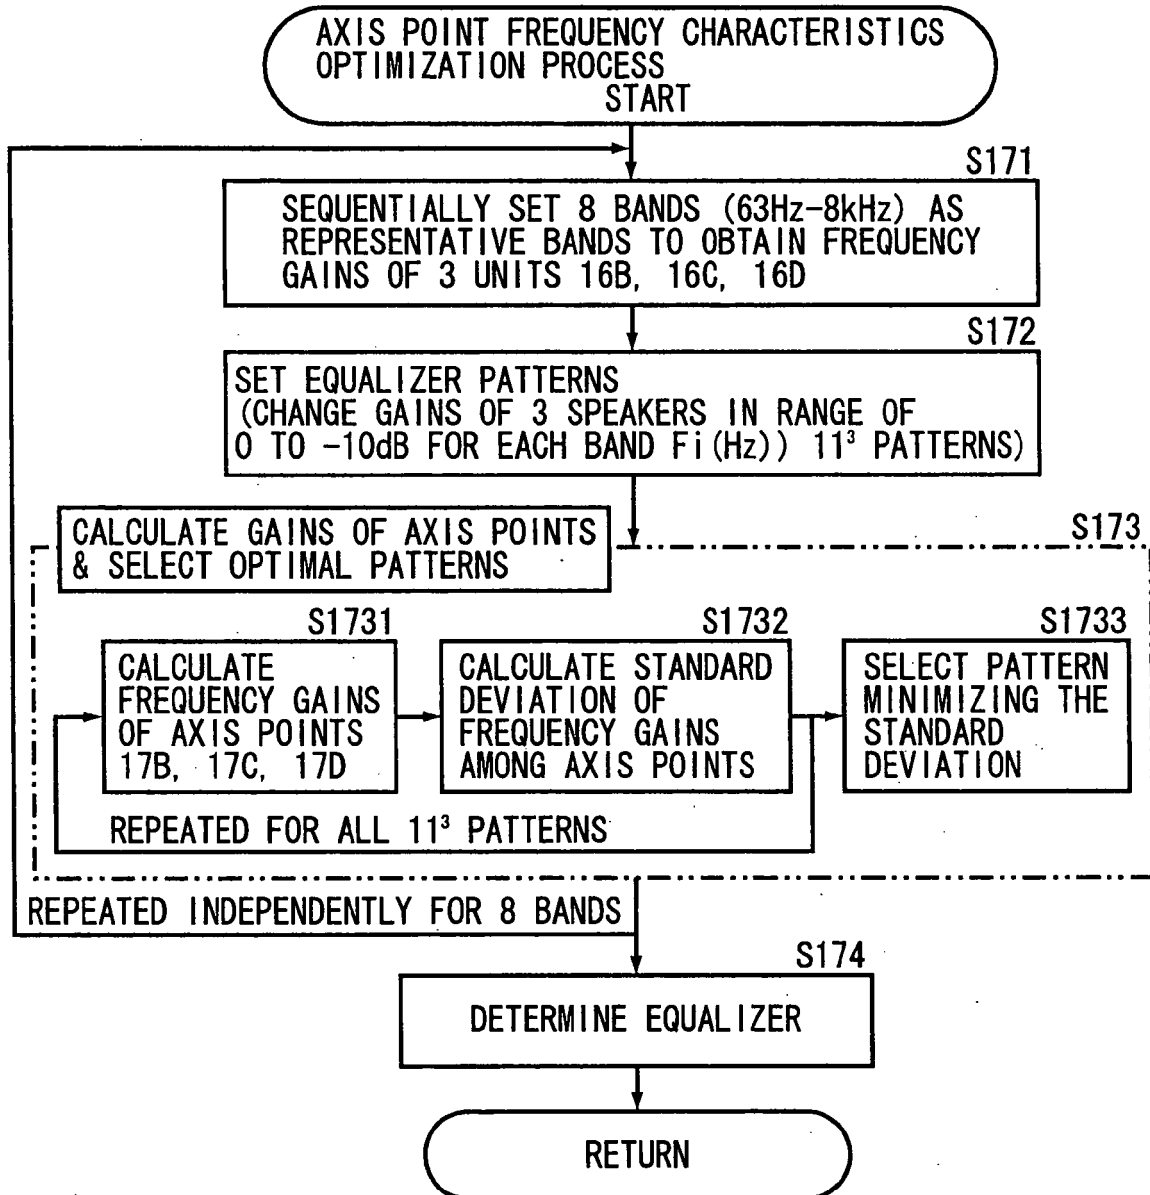 AXIS POINT FREQUENCY CHARACTERISTICS
OPTIMIZATION PROCESS
START
S171
SEQUENTIALLY SET 8 BANDS (63Hz-8kHz) AS
REPRESENTATIVE BANDS TO OBTAIN FREQUENCY
GAINS OF 3 UNITS 16B, 16C, 16D
S172
SET EQUALIZER PATTERNS
(CHANGE GAINS OF 3 SPEAKERS IN RANGE OF
0 TO -10dB FOR EACH BAND Fi(Hz)) 11³ PATTERNS)
CALCULATE GAINS OF AXIS POINTS
& SELECT OPTIMAL PATTERNS
S173
S1731
CALCULATE
FREQUENCY GAINS
OF AXIS POINTS
17B, 17C, 17D
S1732
CALCULATE STANDARD
DEVIATION OF
FREQUENCY GAINS
AMONG AXIS POINTS
S1733
SELECT PATTERN
MINIMIZING THE
STANDARD
DEVIATION
REPEATED FOR ALL 11³ PATTERNS
REPEATED INDEPENDENTLY FOR 8 BANDS
S174
DETERMINE EQUALIZER
RETURN